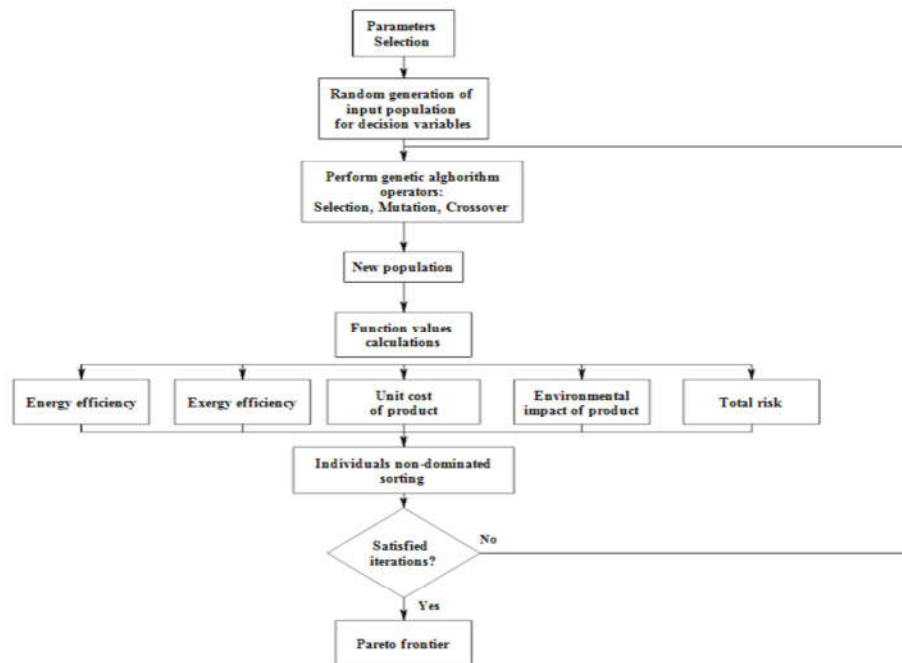 Parameters
Selection
Random generation of
input population
for decision variables
Perform genetic alghorithm
operators:
Selection, Mutation, Crossover
New population
Function values
calculations
Energy efficiency
Exergy efficiency
Unit cost
of product
Environmental
impact of product
Total risk
Individuals non-dominated
sorting
Satisfied
iterations?
No
Yes
Pareto frontier